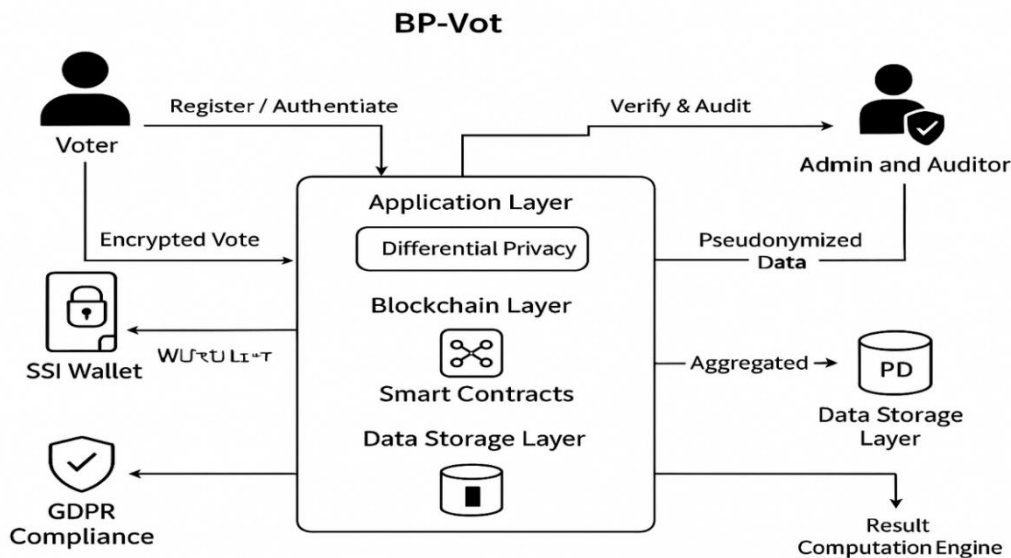 BP-Vot
Register / Authentiate
Verify & Audit
Voter
Admin and Auditor
Application Layer
Encrypted Vote
Differential Privacy
Pseudonymized
Data
Blockchain Layer
SSI Wallet
Aggregated
PD
Smart Contracts
Data Storage
Layer
Data Storage Layer
GDPR
Compliance
Result
Computation Engine